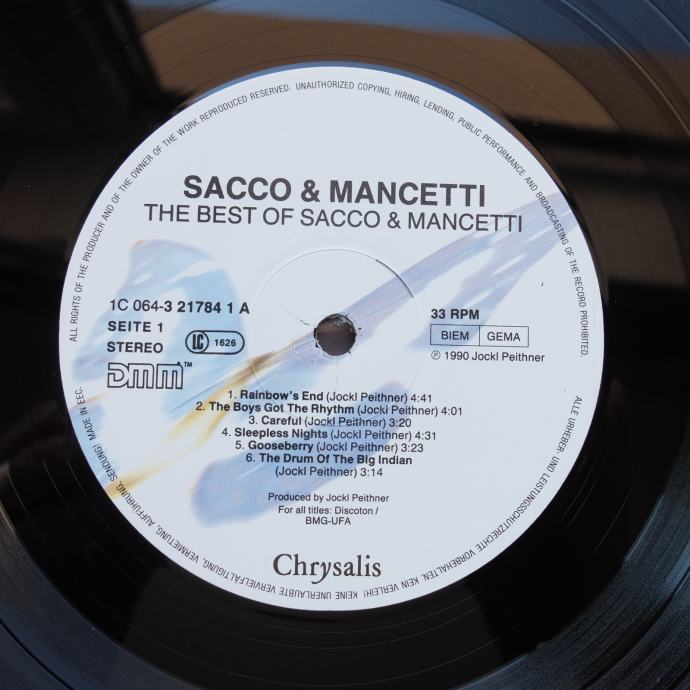 ALL RIGHTS OF THE PRODUCER AND OF THE OWNER OF THE WORK REPRODUCED RESERVED. UNAUTHORIZED COPYING, HIRING, LENDING, PUBLIC PERFORMANCE AND BROADCASTING OF THE RECORD PROHIBITED.
SACCO & MANCETTI
THE BEST OF SACCO & MANCETTI
1C 064-3 21784 1 A
SEITE 1
LC 1626
STEREO
DMM™
33 RPM
BIEM GEMA
℗ 1990 Jockl Peithner
1. Rainbow's End (Jockl Peithner) 4:41
2. The Boys Got The Rhythm (Jockl Peithner) 4:01
3. Careful (Jockl Peithner) 3:20
4. Sleepless Nights (Jockl Peithner) 4:31
5. Gooseberry (Jockl Peithner) 3:23
6. The Drum Of The Big Indian
(Jockl Peithner) 3:14
Produced by Jockl Peithner
For all titles: Discoton /
BMG-UFA
Chrysalis
ALLE URHEBER- UND LEISTUNGSSCHUTZRECHTE VORBEHALTEN. KEIN VERLEIH! KEINE UNERLAUBTE VERVIELFÄLTIGUNG, VERMIETUNG, AUFFÜHRUNG, SENDUNG! MADE IN EEC.